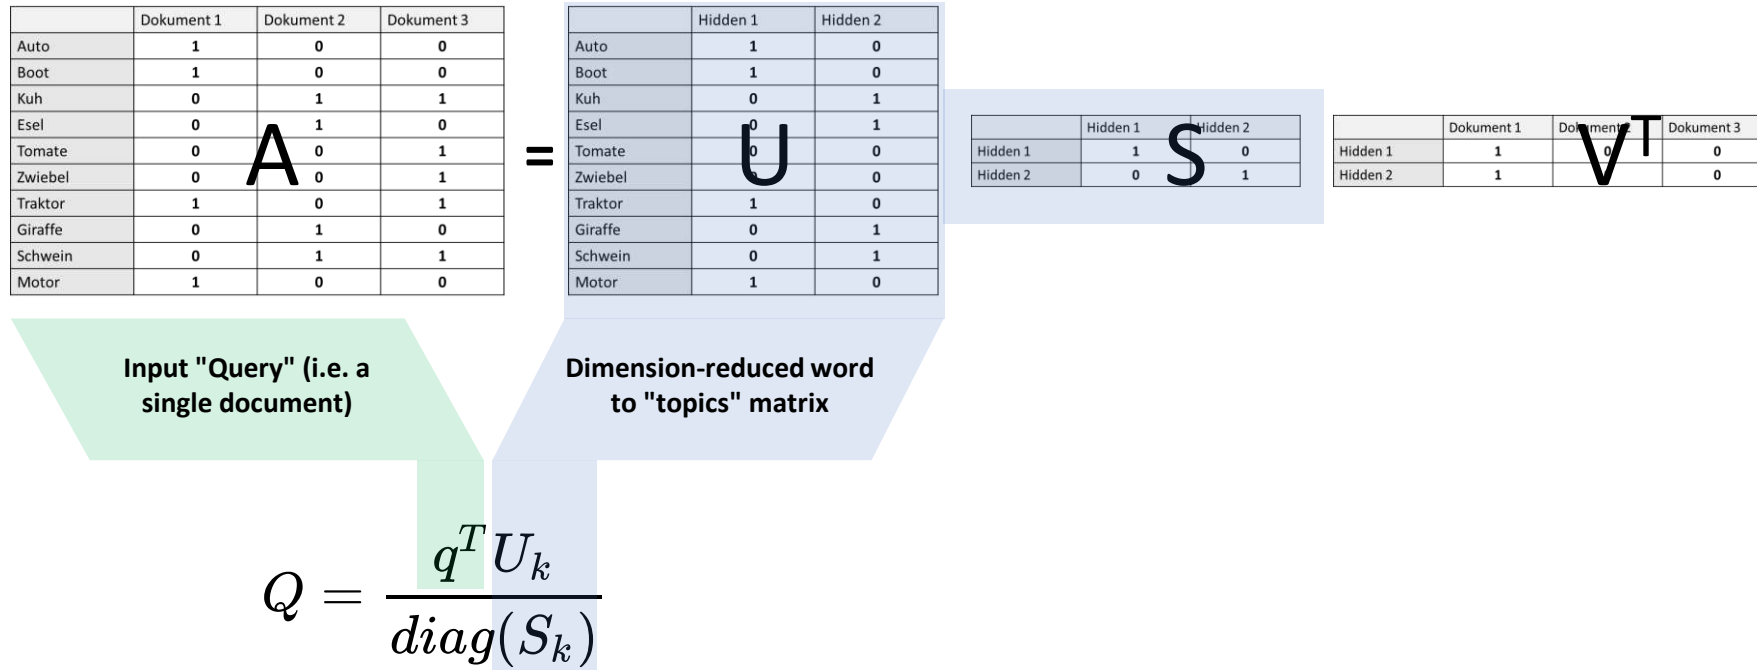 Dokument 1 Dokument 2 Dokument 3
Auto 1 0 0
Boot 1 0 0
Kuh 0 1 1
Esel 0 1 0
Tomate 0 0 1
Zwiebel 0 0 1
Traktor 1 0 1
Giraffe 0 1 0
Schwein 0 1 1
Motor 1 0 0
A
=
Hidden 1 Hidden 2
Auto 1 0
Boot 1 0
Kuh 0 1
Esel 0 1
Tomate 0 0
Zwiebel 0 0
Traktor 1 0
Giraffe 0 1
Schwein 0 1
Motor 1 0
U
Hidden 1 Hidden 2
Hidden 1 1 0
Hidden 2 0 1
S
Dokument 1 Dokument 2 Dokument 3
Hidden 1 1 0 0
Hidden 2 1 0
V^T
Input "Query" (i.e. a
single document)
Dimension-reduced word
to "topics" matrix
Q = q^T U_k / diag(S_k)